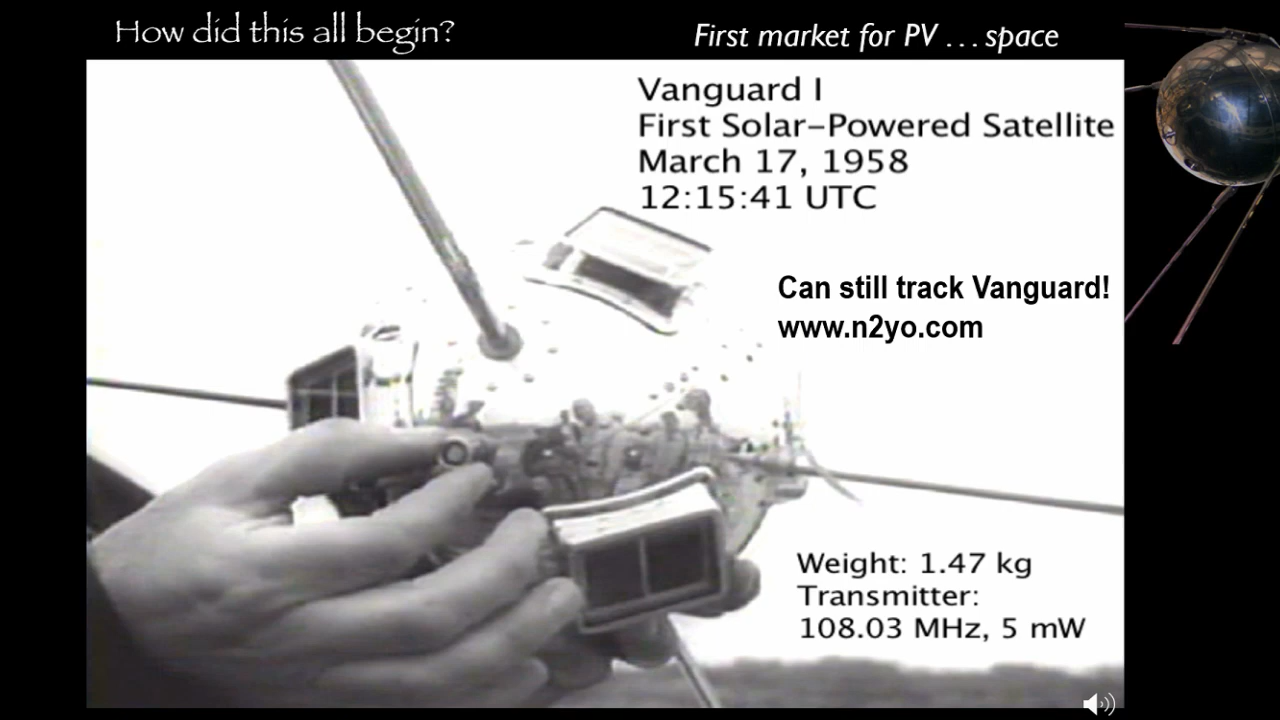 How did this all begin?
First market for PV ... space
Vanguard I
First Solar-Powered Satellite
March 17, 1958
12:15:41 UTC
Can still track Vanguard!
www.n2yo.com
Weight: 1.47 kg
Transmitter:
108.03 MHz, 5 mW